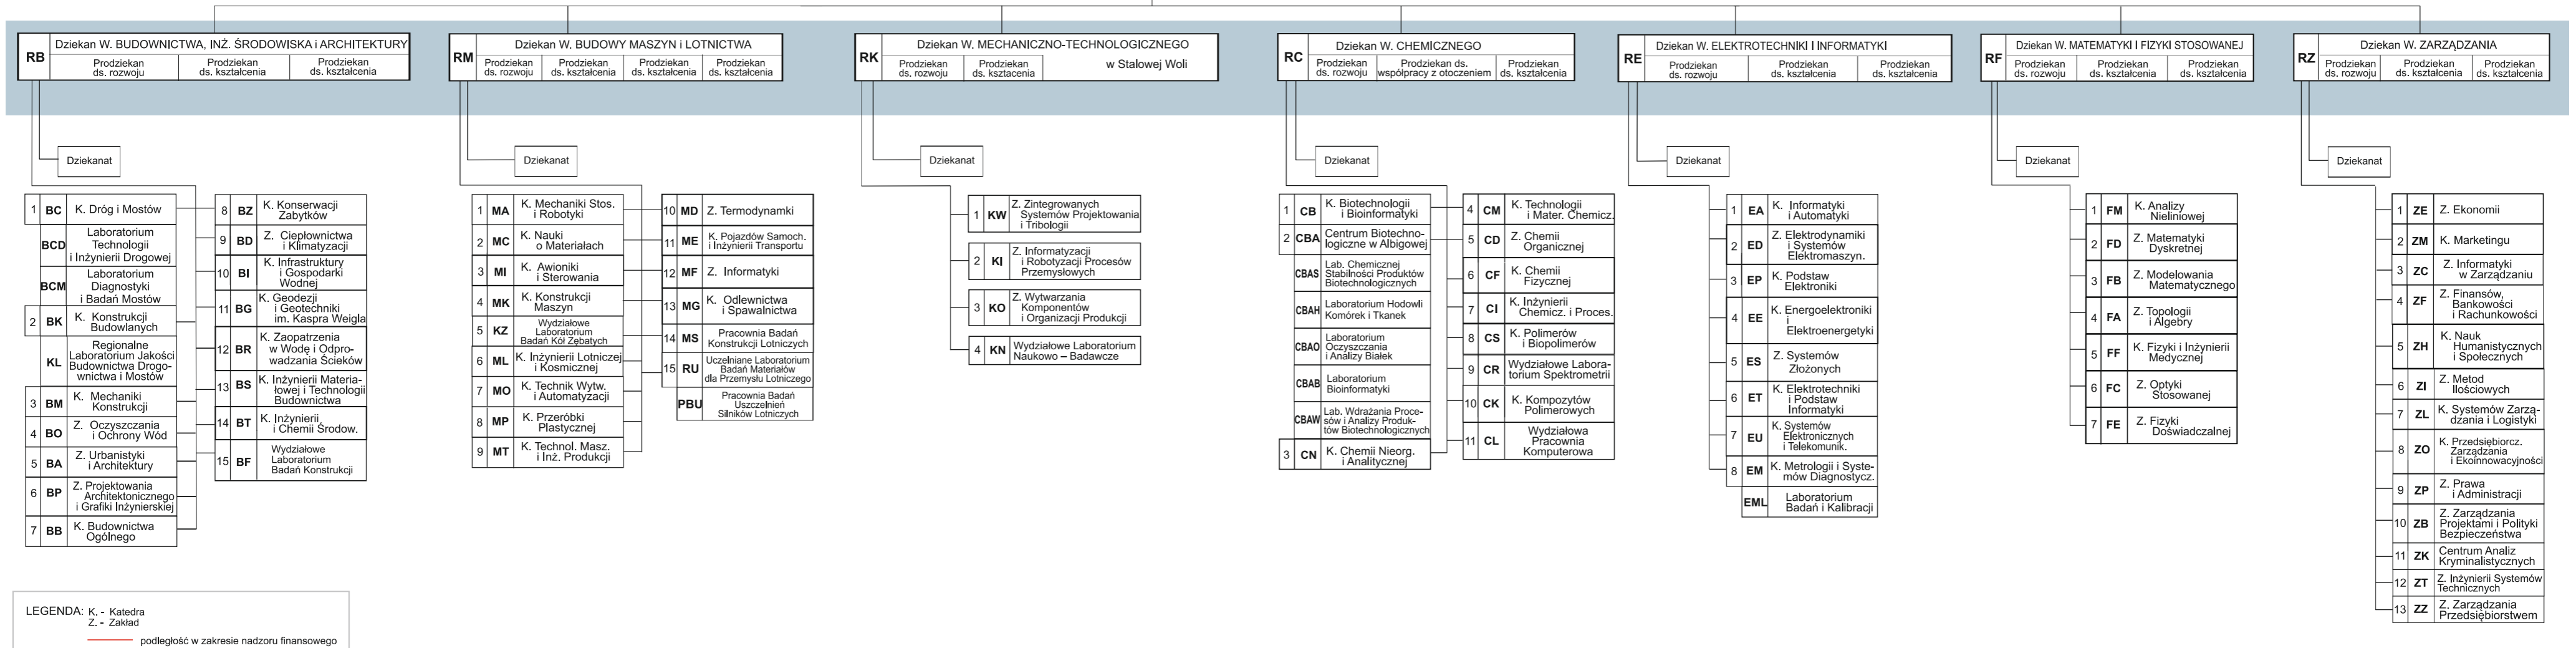 RB
Dziekan W. BUDOWNICTWA, INŻ. ŚRODOWISKA i ARCHITEKTURY
Prodziekan
ds. rozwoju
Prodziekan
ds. kształcenia
Prodziekan
ds. kształcenia
Dziekanat
1 BC K. Dróg i Mostów
BCD Laboratorium
Technologii
i Inżynierii Drogowej
BCM Laboratorium
Diagnostyki
i Badań Mostów
2 BK K. Konstrukcji
Budowlanych
KL Regionalne
Laboratorium Jakości
Budownictwa Drogo-
wnictwa i Mostów
3 BM K. Mechaniki
Konstrukcji
4 BO Z. Oczyszczania
i Ochrony Wód
5 BA Z. Urbanistyki
i Architektury
6 BP Z. Projektowania
Architektonicznego
i Grafiki Inżynierskiej
7 BB K. Budownictwa
Ogólnego
8 BZ K. Konserwacji
Zabytków
9 BD Z. Ciepłownictwa
i Klimatyzacji
10 BI K. Infrastruktury
i Gospodarki
Wodnej
11 BG K. Geodezji
i Geotechniki
im. Kaspra Weigla
12 BR K. Zaopatrzenia
w Wodę i Odpro-
wadzania Ścieków
13 BS K. Inżynierii Materia-
łowej i Technologii
Budownictwa
14 BT K. Inżynierii
i Chemii Środow.
15 BF Wydziałowe
Laboratorium
Badań Konstrukcji
RM
Dziekan W. BUDOWY MASZYN i LOTNICTWA
Prodziekan
ds. rozwoju
Prodziekan
ds. kształcenia
Prodziekan
ds. kształcenia
Prodziekan
ds. kształcenia
Dziekanat
1 MA K. Mechaniki Stos.
i Robotyki
2 MC K. Nauki
o Materiałach
3 MI K. Awioniki
i Sterowania
4 MK K. Konstrukcji
Maszyn
5 KZ Wydziałowe
Laboratorium
Badań Kół Zębatych
6 ML K. Inżynierii Lotniczej
i Kosmicznej
7 MO K. Technik Wytw.
i Automatyzacji
8 MP K. Przeróbki
Plastycznej
9 MT K. Technol. Masz.
i Inż. Produkcji
10 MD Z. Termodynamki
11 ME K. Pojazdów Samoch.
i Inżynierii Transportu
12 MF Z. Informatyki
13 MG K. Odlewnictwa
i Spawalnictwa
14 MS Pracownia Badań
Konstrukcji Lotniczych
15 RU Uczelniane Laboratorium
Badań Materiałów
dla Przemysłu Lotniczego
PBU Pracownia Badań
Uszczelnień
Silników Lotniczych
RK
Dziekan W. MECHANICZNO-TECHNOLOGICZNEGO
w Stalowej Woli
Prodziekan
ds. rozwoju
Prodziekan
ds. kształcenia
Dziekanat
1 KW Z. Zintegrowanych
Systemów Projektowania
i Tribologii
2 KI Z. Informatyzacji
i Robotyzacji Procesów
Przemysłowych
3 KO Z. Wytwarzania
Komponentów
i Organizacji Produkcji
4 KN Wydziałowe Laboratorium
Naukowo – Badawcze
RC
Dziekan W. CHEMICZNEGO
Prodziekan
ds. rozwoju
Prodziekan ds.
współpracy z otoczeniem
Prodziekan
ds. kształcenia
Dziekanat
1 CB K. Biotechnologii
i Bioinformatyki
2 CBA Centrum Biotechno-
logiczne w Albigowej
CBAS Lab. Chemicznej
Stabilności Produktów
Biotechnologicznych
CBAH Laboratorium Hodowli
Komórek i Tkanek
CBAO Laboratorium
Oczyszczania
i Analizy Białek
CBAB Laboratorium
Bioinformatyki
CBAW Lab. Wdrażania Proce-
sów i Analizy Produk-
tów Biotechnologicznych
3 CN K. Chemii Nieorg.
i Analitycznej
4 CM K. Technologii
i Mater. Chemicz.
5 CD Z. Chemii
Organicznej
6 CF K. Chemii
Fizycznej
7 CI K. Inżynierii
Chemicz. i Proces.
8 CS K. Polimerów
i Biopolimerów
9 CR Wydziałowe Labora-
torium Spektrometrii
10 CK K. Kompozytów
Polimerowych
11 CL Wydziałowa
Pracownia
Komputerowa
RE
Dziekan W. ELEKTROTECHNIKI I INFORMATYKI
Prodziekan
ds. rozwoju
Prodziekan
ds. kształcenia
Prodziekan
ds. kształcenia
Dziekanat
1 EA K. Informatyki
i Automatyki
2 ED Z. Elektrodynamiki
i Systemów
Elektromaszyn.
3 EP K. Podstaw
Elektroniki
4 EE K. Energoelektroniki
i
Elektroenergetyki
5 ES Z. Systemów
Złożonych
6 ET K. Elektrotechniki
i Podstaw
Informatyki
7 EU K. Systemów
Elektronicznych
i Telekomunik.
8 EM K. Metrologii i Syste-
mów Diagnostycz.
EML Laboratorium
Badań i Kalibracji
RF
Dziekan W. MATEMATYKI I FIZYKI STOSOWANEJ
Prodziekan
ds. rozwoju
Prodziekan
ds. kształcenia
Prodziekan
ds. kształcenia
Dziekanat
1 FM K. Analizy
Nieliniowej
2 FD Z. Matematyki
Dyskretnej
3 FB Z. Modelowania
Matematycznego
4 FA Z. Topologii
i Algebry
5 FF K. Fizyki i Inżynierii
Medycznej
6 FC Z. Optyki
Stosowanej
7 FE Z. Fizyki
Doświadczalnej
RZ
Dziekan W. ZARZĄDZANIA
Prodziekan
ds. rozwoju
Prodziekan
ds. kształcenia
Prodziekan
ds. kształcenia
Dziekanat
1 ZE Z. Ekonomii
2 ZM K. Marketingu
3 ZC Z. Informatyki
w Zarządzaniu
4 ZF Z. Finansów,
Bankowości
i Rachunkowości
5 ZH K. Nauk
Humanistycznych
i Społecznych
6 ZI Z. Metod
Ilościowych
7 ZL K. Systemów Zarzą-
dzania i Logistyki
8 ZO K. Przedsiębiorcz.
Zarządzania
i Ekoinnowacyjności
9 ZP Z. Prawa
i Administracji
10 ZB Z. Zarządzania
Projektami i Polityki
Bezpieczeństwa
11 ZK Centrum Analiz
Kryminalistycznych
12 ZT Z. Inżynierii Systemów
Technicznych
13 ZZ Z. Zarządzania
Przedsiębiorstwem
LEGENDA: K. - Katedra
Z. - Zakład
podległość w zakresie nadzoru finansowego